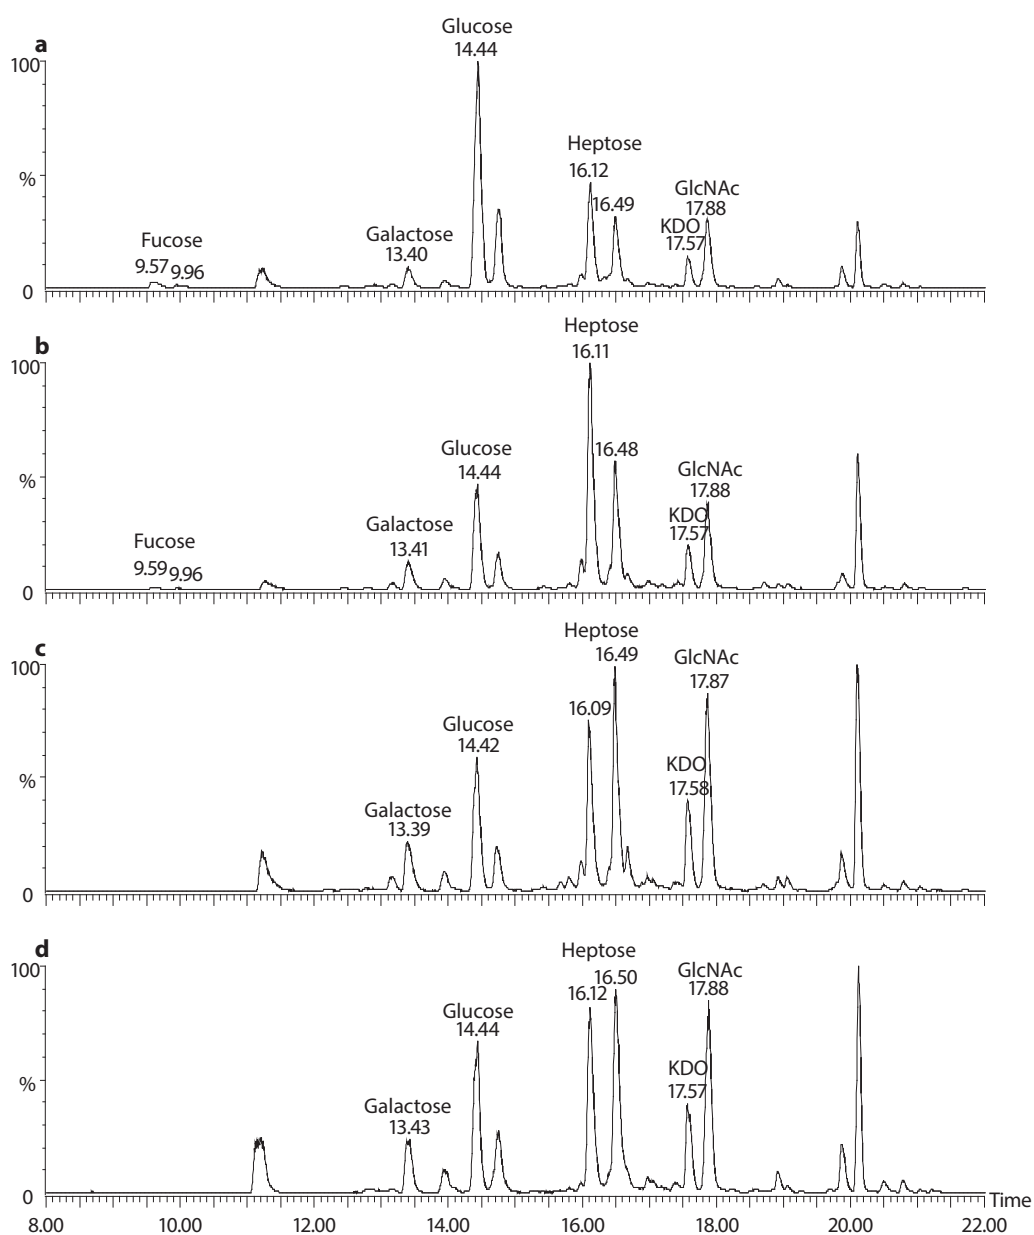 Glucose
a
14.44
100
Heptose
%
16.12
GlcNAc
16.49
17.88
Fucose
Galactose
KDO
13.40
17.57
9.57 9.96
0
Heptose
b
16.11
100
Glucose
16.48
%
14.44
GlcNAc
17.88
Galactose
KDO
Fucose
13.41
17.57
9.59 9.96
0
Heptose
c
16.49
GlcNAc
100
17.87
16.09
Glucose
14.42
%
KDO
17.58
Galactose
13.39
0
d
Heptose
100
16.50
GlcNAc
16.12
17.88
Glucose
14.44
%
KDO
17.57
Galactose
13.43
0
Time
8.00 10.00 12.00 14.00 16.00 18.00 20.00 22.00